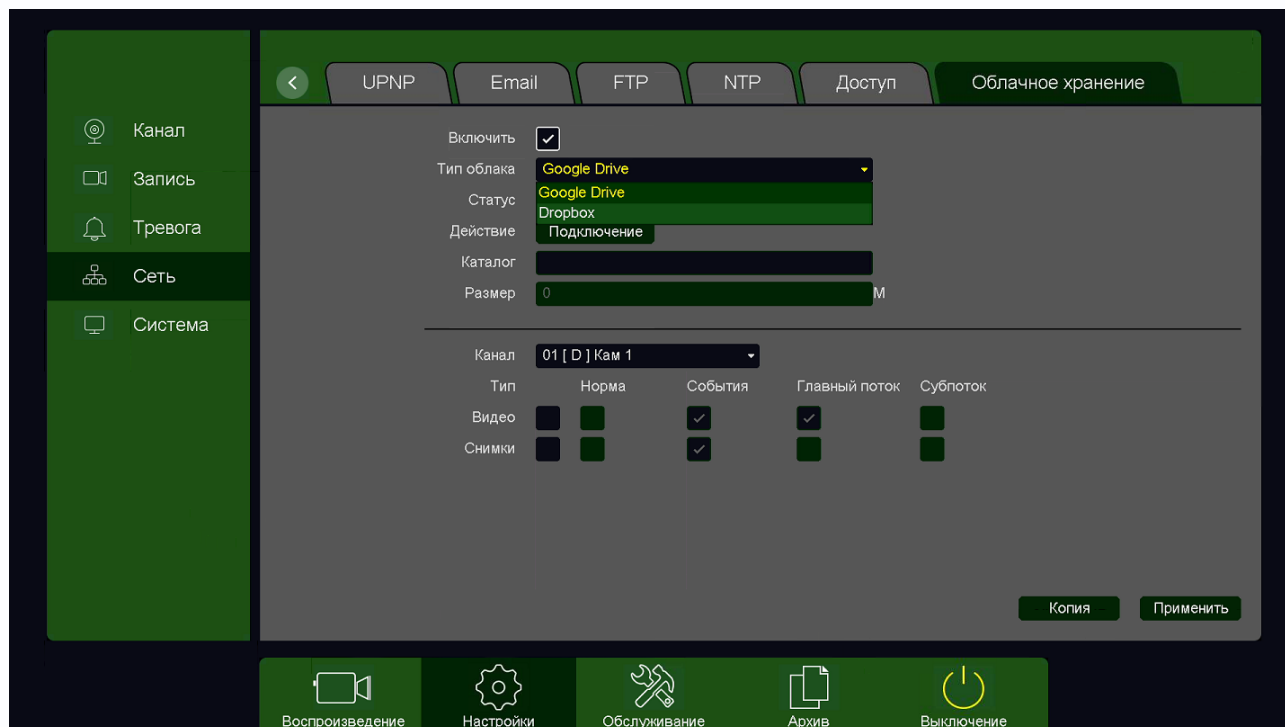 UPNP Email FTP NTP Доступ Облачное хранение
Канал
Запись
Тревога
Сеть
Система
Включить
Тип облака Google Drive
Google Drive
Статус
Dropbox
Действие Подключение
Каталог
Размер 0 M
Канал 01 [ D ] Кам 1
Тип Норма События Главный поток Субпоток
Видео
Снимки
Копия Применить
Воспроизведение Настройки Обслуживание Архив Выключение